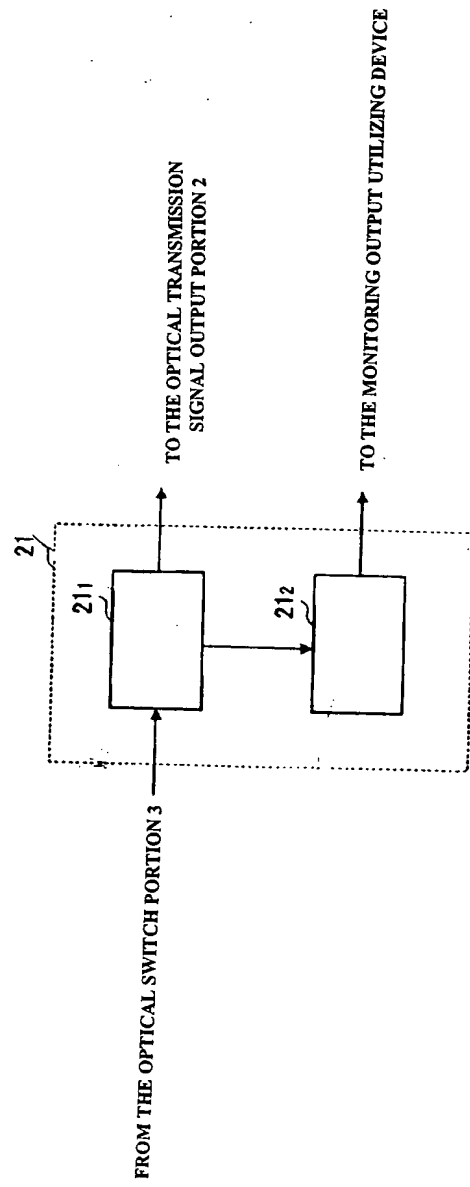 21
21₁
FROM THE OPTICAL SWITCH PORTION 3
TO THE OPTICAL TRANSMISSION
SIGNAL OUTPUT PORTION 2
21₂
TO THE MONITORING OUTPUT UTILIZING DEVICE